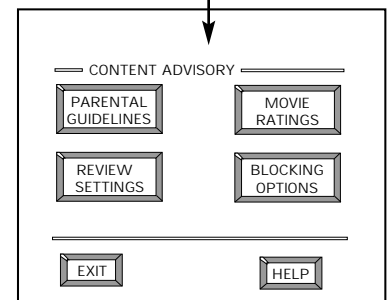 CONTENT ADVISORY
PARENTAL
GUIDELINES
MOVIE
RATINGS
REVIEW
SETTINGS
BLOCKING
OPTIONS
EXIT
HELP